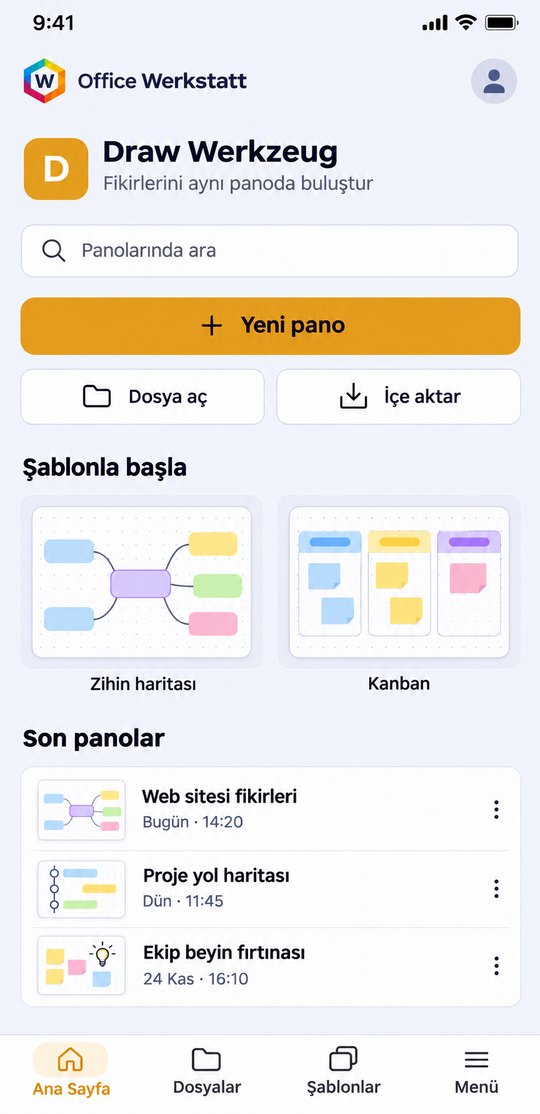 9:41
W
Office Werkstatt
D
Draw Werkzeug
Fikirlerini aynı panoda buluştur
Panolarında ara
Yeni pano
Dosya aç
İçe aktar
Şablonla başla
Zihin haritası
Kanban
Son panolar
Web sitesi fikirleri
Bugün · 14:20
Proje yol haritası
Dün · 11:45
Ekip beyin fırtınası
24 Kas · 16:10
Ana Sayfa
Dosyalar
Şablonlar
Menü